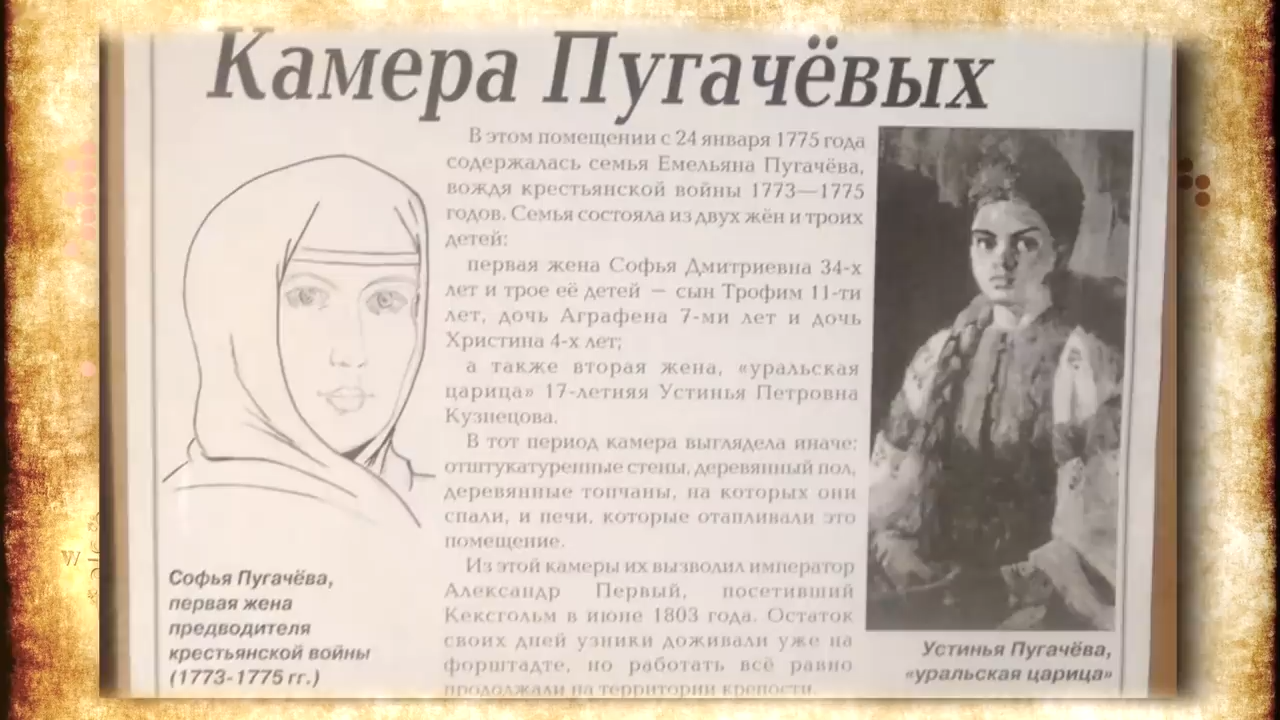 Камера Пугачёвых
В этом помещении с 24 января 1775 года
содержалась семья Емельяна Пугачёва,
вождя крестьянской войны 1773—1775
годов. Семья состояла из двух жён и троих
детей:
первая жена Софья Дмитриевна 34-х
лет и трое её детей — сын Трофим 11-ти
лет, дочь Аграфена 7-ми лет и дочь
Христина 4-х лет;
а также вторая жена, «уральская
царица» 17-летняя Устинья Петровна
Кузнецова.
В тот период камера выглядела иначе:
отштукатуренные стены, деревянный пол,
деревянные топчаны, на которых они
спали, и печи, которые отапливали это
помещение.
Из этой камеры их вызволил император
Александр Первый, посетивший
Кексгольм в июне 1803 года. Остаток
своих дней узники доживали уже на
форштадте, но работать всё равно
продолжали на территории крепости.
Софья Пугачёва,
первая жена
предводителя
крестьянской войны
(1773-1775 гг.)
Устинья Пугачёва,
«уральская царица»